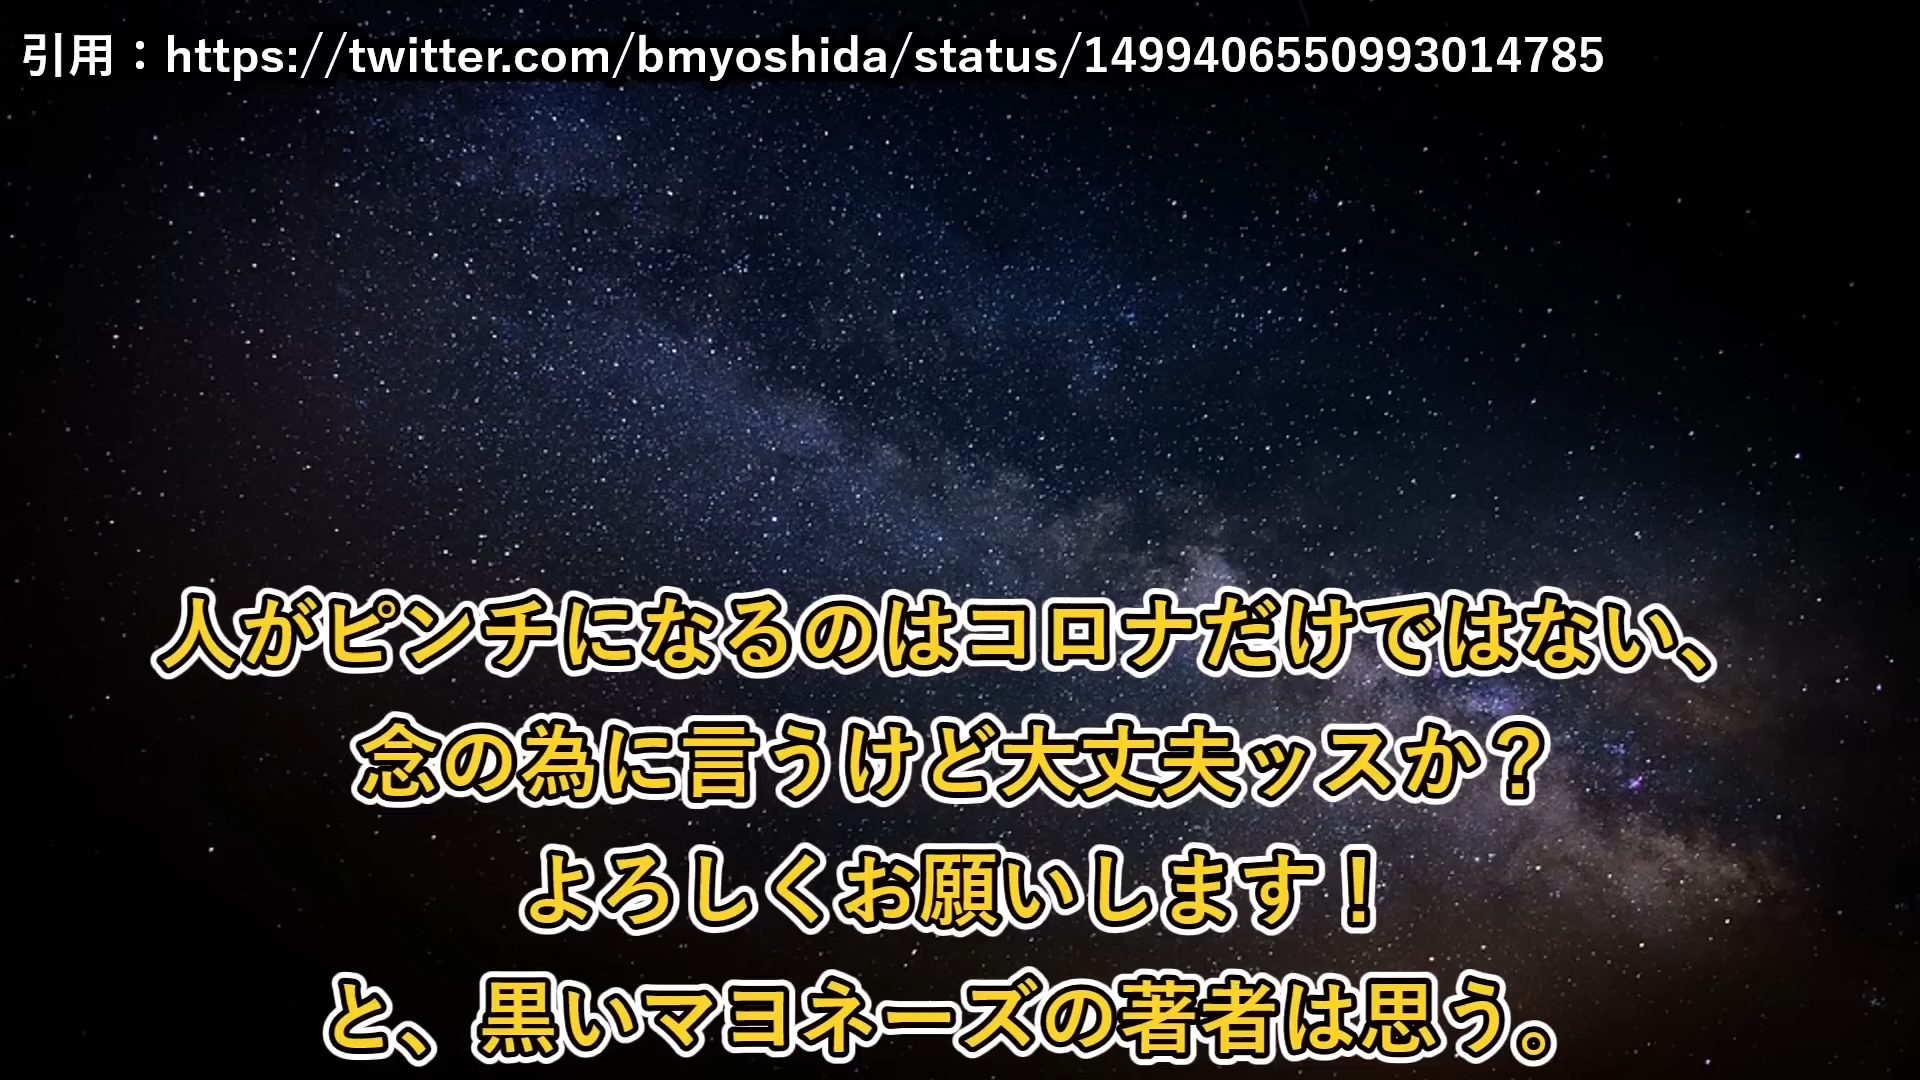 引用：https://twitter.com/bmyoshida/status/1499406550993014785
人がピンチになるのはコロナだけではない、
念の為に言うけど大丈夫ッスか？
よろしくお願いします！
と、黒いマヨネーズの著者は思う。